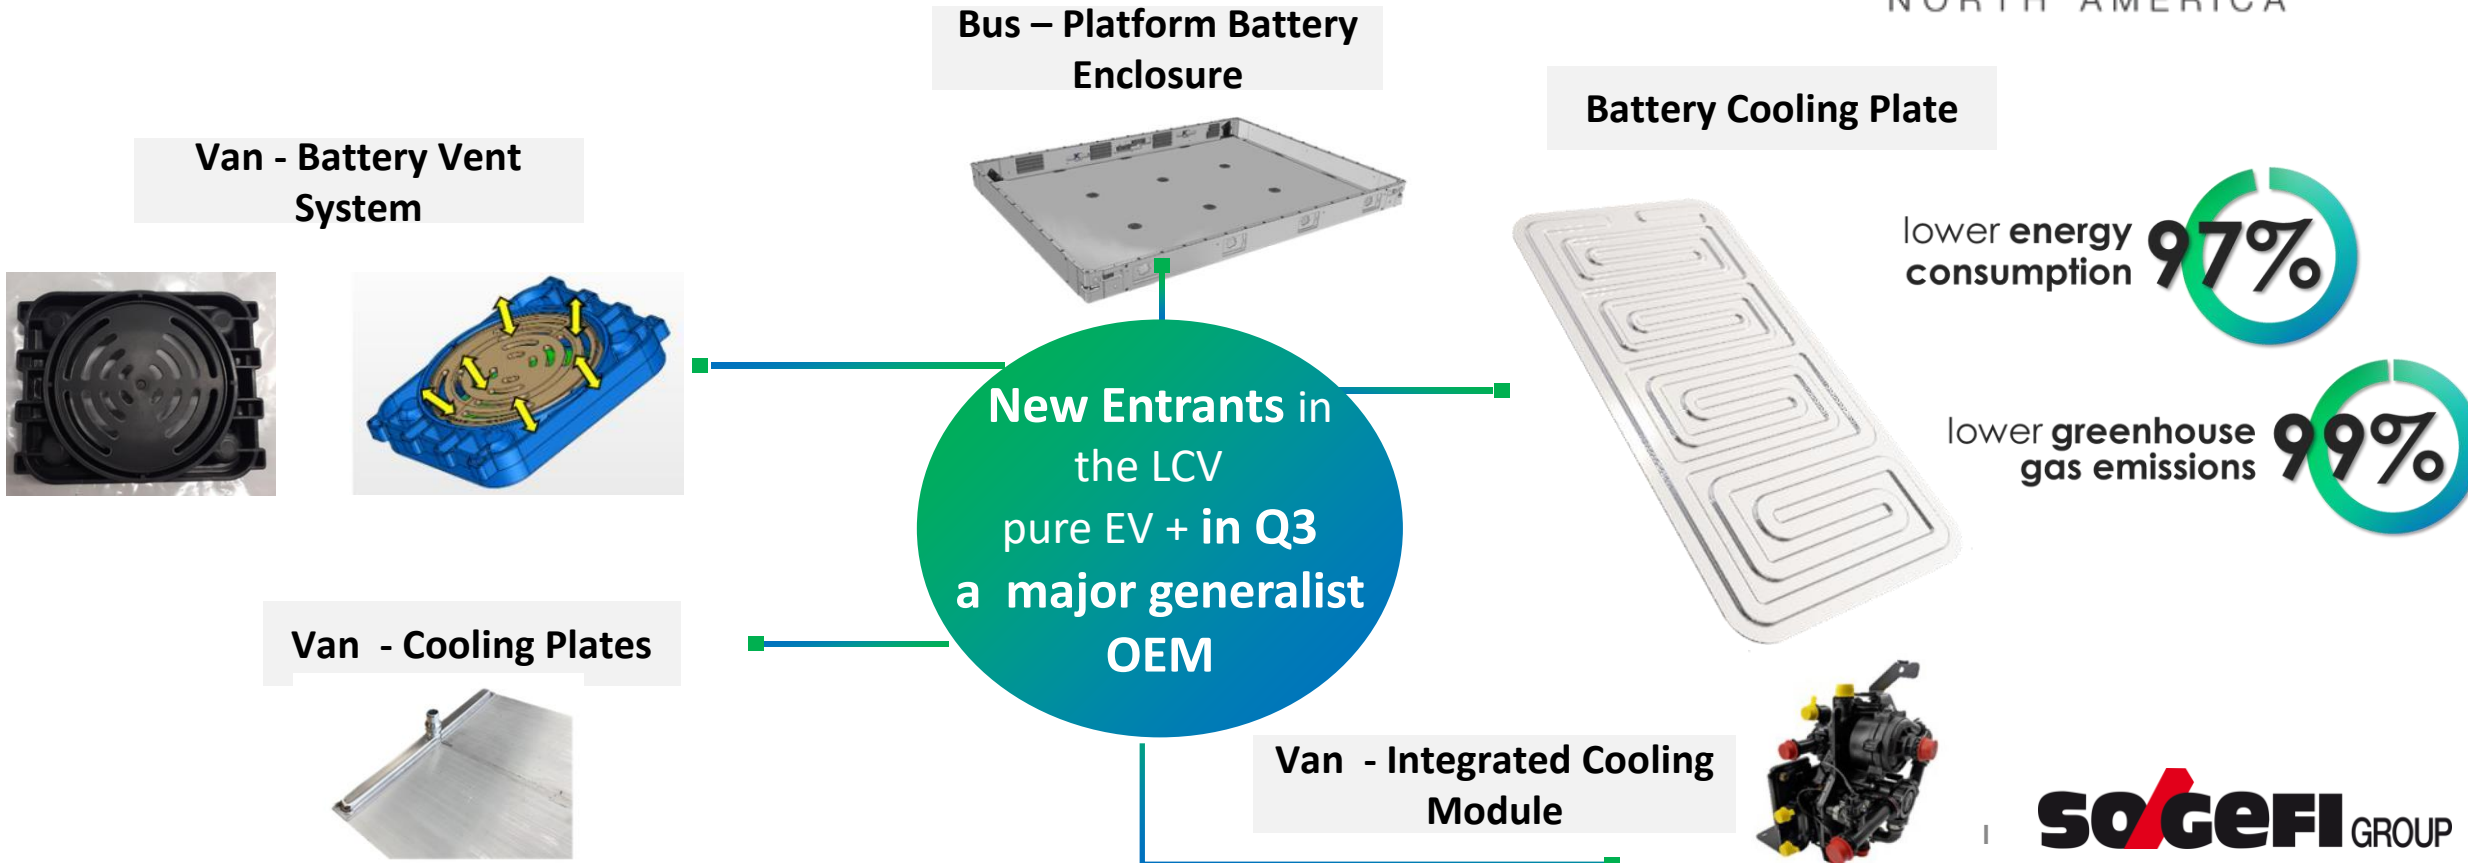 NORTH AMERICA
Bus – Platform Battery
Enclosure
Battery Cooling Plate
Van - Battery Vent
System
lower energy
consumption
97%
lower greenhouse
gas emissions
99%
New Entrants in
the LCV
pure EV + in Q3
a major generalist
OEM
Van - Cooling Plates
Van - Integrated Cooling
Module
SOGEFI GROUP